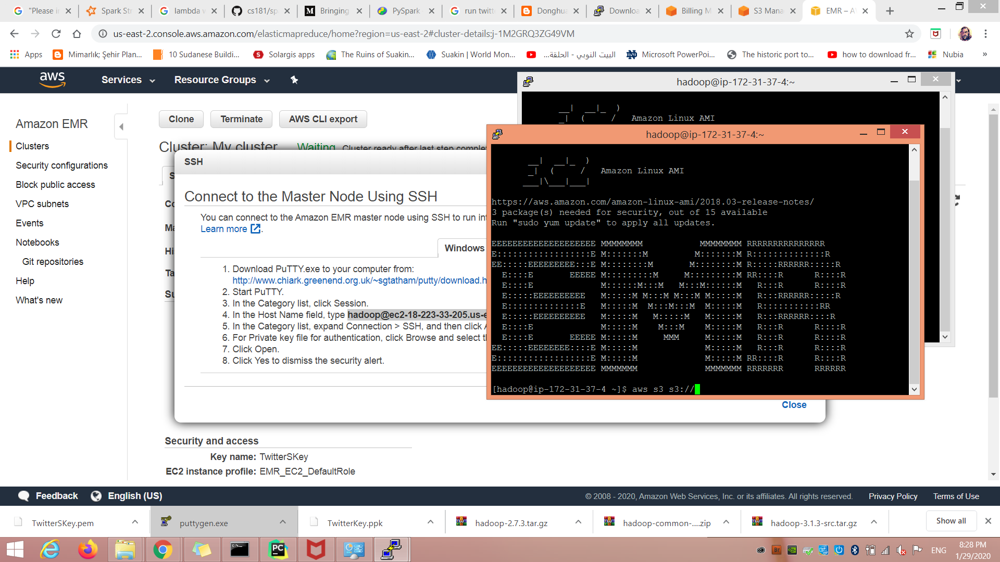 "Please in
Spark Str
lambda w
cs181/sp
Bringing
PySpark
run twitt
Donghua
Downloa
Billing M
S3 Mana
EMR – A
us-east-2.console.aws.amazon.com/elasticmapreduce/home?region=us-east-2#cluster-details:j-1M2GRQ3ZG49VM
Apps
Mimarlık; Şehir Plan...
10 Sudanese Buildi...
Solargis apps
The Ruins of Suakin...
Suakin | World Mon...
البيت النوبي - الحلقة...
Microsoft PowerPoi...
The historic port to...
how to download fr...
Nubia
»
aws
Services
Resource Groups
hadoop@ip-172-31-37-4:~
__|  __|_  )
_|  (     /   Amazon Linux AMI
Amazon EMR
Clusters
Security configurations
Block public access
VPC subnets
Events
Notebooks
Git repositories
Help
What's new
Clone
Terminate
AWS CLI export
Cluster: My cluster
Waiting
Cluster ready after last step comple
SSH
Connect to the Master Node Using SSH
You can connect to the Amazon EMR master node using SSH to run in
Learn more
Windows
1. Download PuTTY.exe to your computer from:
http://www.chiark.greenend.org.uk/~sgtatham/putty/download.h
2. Start PuTTY.
3. In the Category list, click Session.
4. In the Host Name field, type hadoop@ec2-18-223-33-205.us-e
5. In the Category list, expand Connection > SSH, and then click A
6. For Private key file for authentication, click Browse and select th
7. Click Open.
8. Click Yes to dismiss the security alert.
Close
hadoop@ip-172-31-37-4:~
__|  __|_  )
_|  (     /   Amazon Linux AMI
___|\___|___|
https://aws.amazon.com/amazon-linux-ami/2018.03-release-notes/
3 package(s) needed for security, out of 15 available
Run "sudo yum update" to apply all updates.
EEEEEEEEEEEEEEEEEEEE MMMMMMMM           MMMMMMMM RRRRRRRRRRRRRRR
E::::::::::::::::::E M:::::::M         M:::::::M R::::::::::::::R
EE:::::EEEEEEEEE:::E M::::::::M       M::::::::M R:::::RRRRRR:::::R
  E::::E       EEEEE M:::::::::M     M:::::::::M RR::::R      R::::R
  E::::E             M::::::M:::M   M:::M::::::M   R:::R      R::::R
  E:::::EEEEEEEEEE   M:::::M M:::M M:::M M:::::M   R:::RRRRRR:::::R
  E::::::::::::::E   M:::::M  M:::M:::M  M:::::M   R:::::::::::RR
  E:::::EEEEEEEEEE   M:::::M   M:::::M   M:::::M   R:::RRRRRR::::R
  E::::E             M:::::M    M:::M    M:::::M   R:::R      R::::R
  E::::E       EEEEE M:::::M     MMM     M:::::M   R:::R      R::::R
EE:::::EEEEEEEE::::E M:::::M             M:::::M   R:::R      R::::R
E::::::::::::::::::E M:::::M             M:::::M RR::::R      R::::R
EEEEEEEEEEEEEEEEEEEE MMMMMMM             MMMMMMM RRRRRRR      RRRRRR
[hadoop@ip-172-31-37-4 ~]$ aws s3 s3://
Security and access
Key name: TwitterSKey
EC2 instance profile: EMR_EC2_DefaultRole
Feedback
English (US)
© 2008 - 2020, Amazon Web Services, Inc. or its affiliates. All rights reserved.
Privacy Policy
Terms of Use
TwitterSKey.pem
puttygen.exe
TwitterKey.ppk
hadoop-2.7.3.tar.gz
hadoop-common-....zip
hadoop-3.1.3-src.tar.gz
Show all
PC
Br
ENG
8:28 PM
1/29/2020